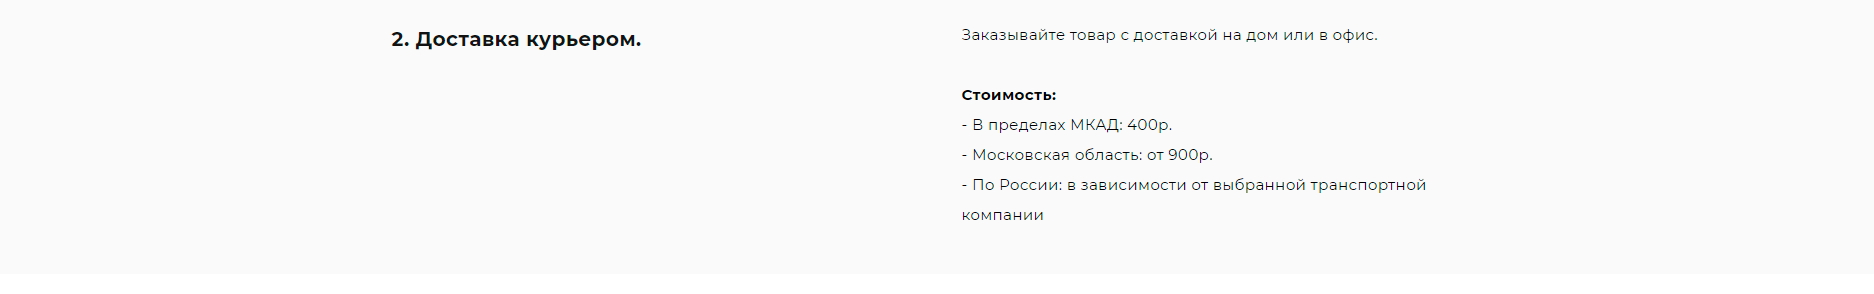 2. Доставка курьером.
Заказывайте товар с доставкой на дом или в офис.
Стоимость:
- В пределах МКАД: 400р.
- Московская область: от 900р.
- По России: в зависимости от выбранной транспортной
компании